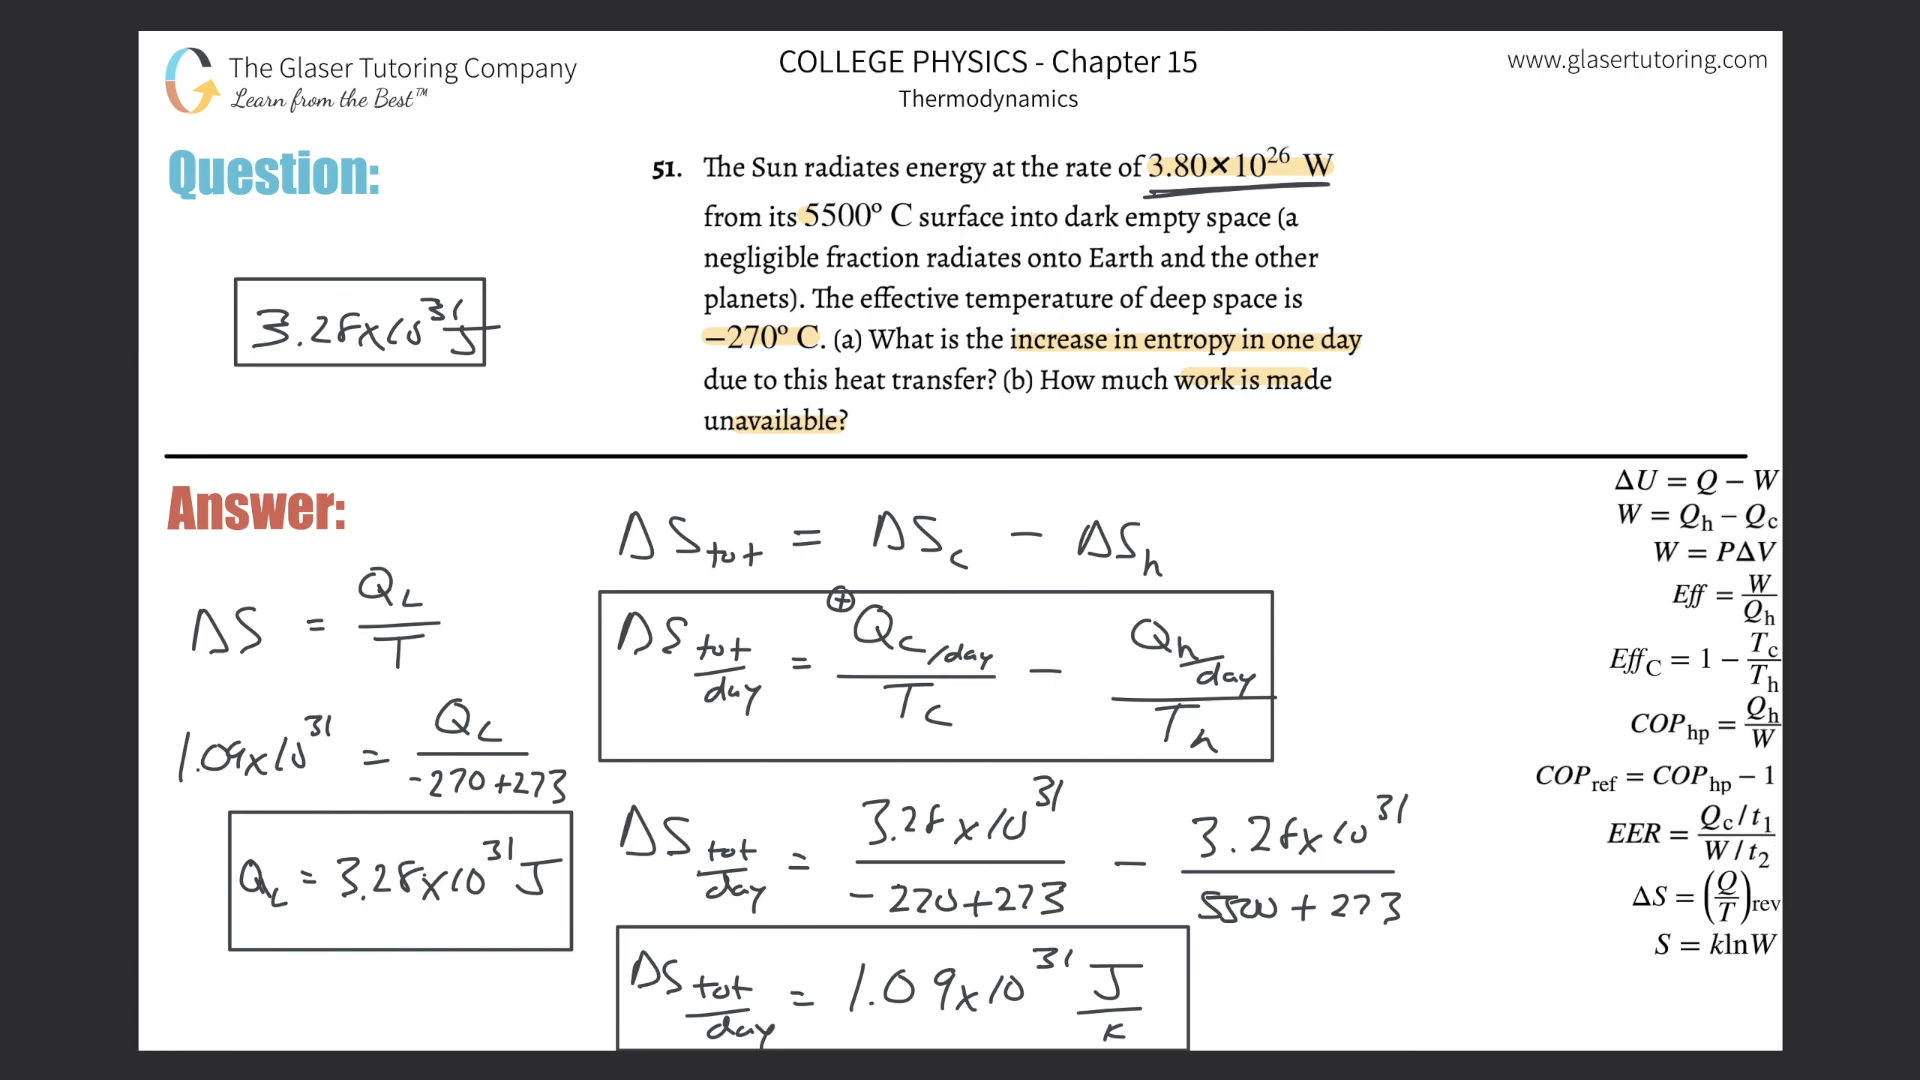 The Glaser Tutoring Company
Learn from the Best™
COLLEGE PHYSICS - Chapter 15
Thermodynamics
www.glasertutoring.com
Question:
3.28x10^31 J
51. The Sun radiates energy at the rate of 3.80×10^26 W
from its 5500º C surface into dark empty space (a
negligible fraction radiates onto Earth and the other
planets). The effective temperature of deep space is
−270º C. (a) What is the increase in entropy in one day
due to this heat transfer? (b) How much work is made
unavailable?
Answer:
ΔS = Q_L / T
1.09x10^31 = Q_L / (-270+273)
Q_L = 3.28x10^31 J
ΔS_tot = ΔS_c - ΔS_h
ΔS_tot/day = ⊕ Q_c/day / T_c - Q_h/day / T_h
ΔS_tot/day = 3.28x10^31 / (-270+273) - 3.28x10^31 / (5500+273)
ΔS_tot/day = 1.09x10^31 J/K
ΔU = Q − W
W = Q_h − Q_c
W = PΔV
Eff = W / Q_h
Eff_C = 1 − T_c / T_h
COP_hp = Q_h / W
COP_ref = COP_hp − 1
EER = (Q_c / t_1) / (W / t_2)
ΔS = (Q / T)_rev
S = klnW